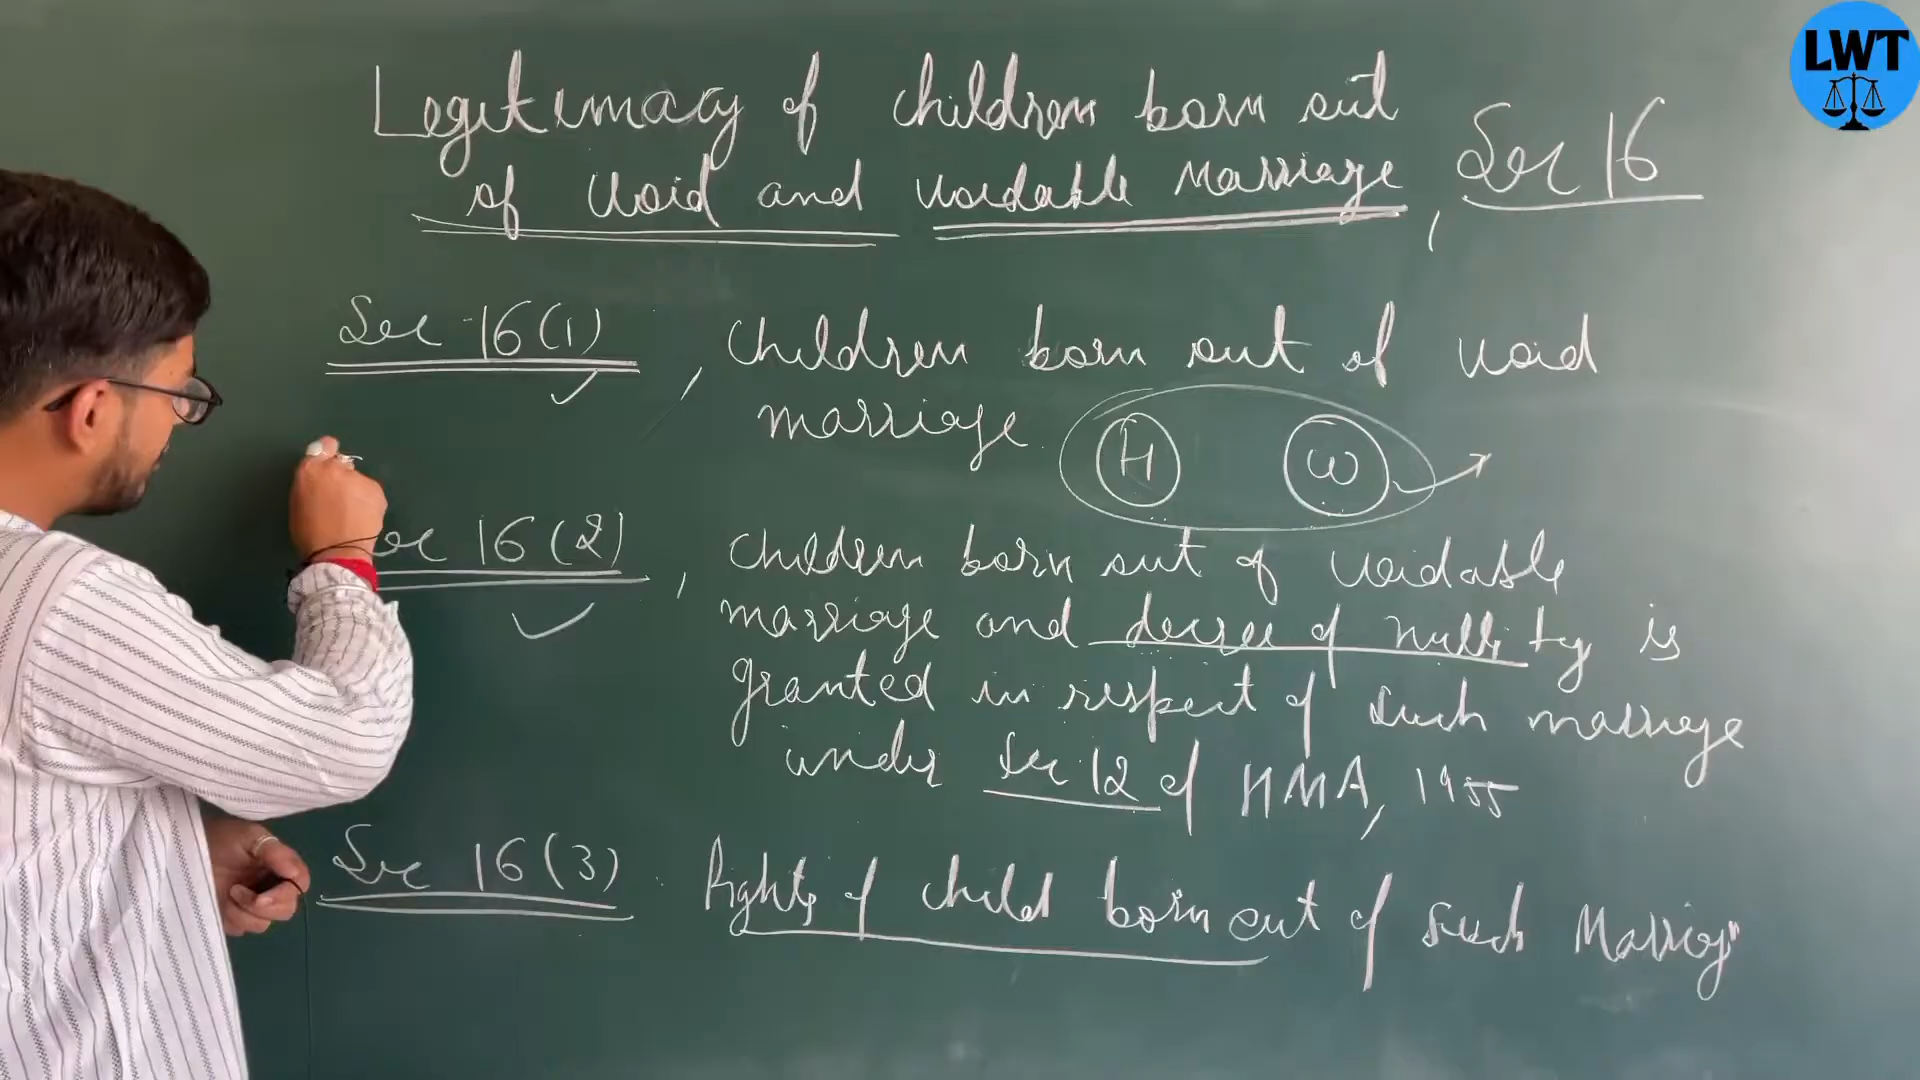 LWT
Legitimacy of children born out
of void and voidable Marriage, Sec 16
Sec 16(1), children born out of void
marriage.
H W
Sec 16(2), children born out of voidable
marriage and decree of nullity is
granted in respect of such marriage
under Sec 12 of HMA, 1955
Sec 16(3) Rights of child born out of such Marriag"